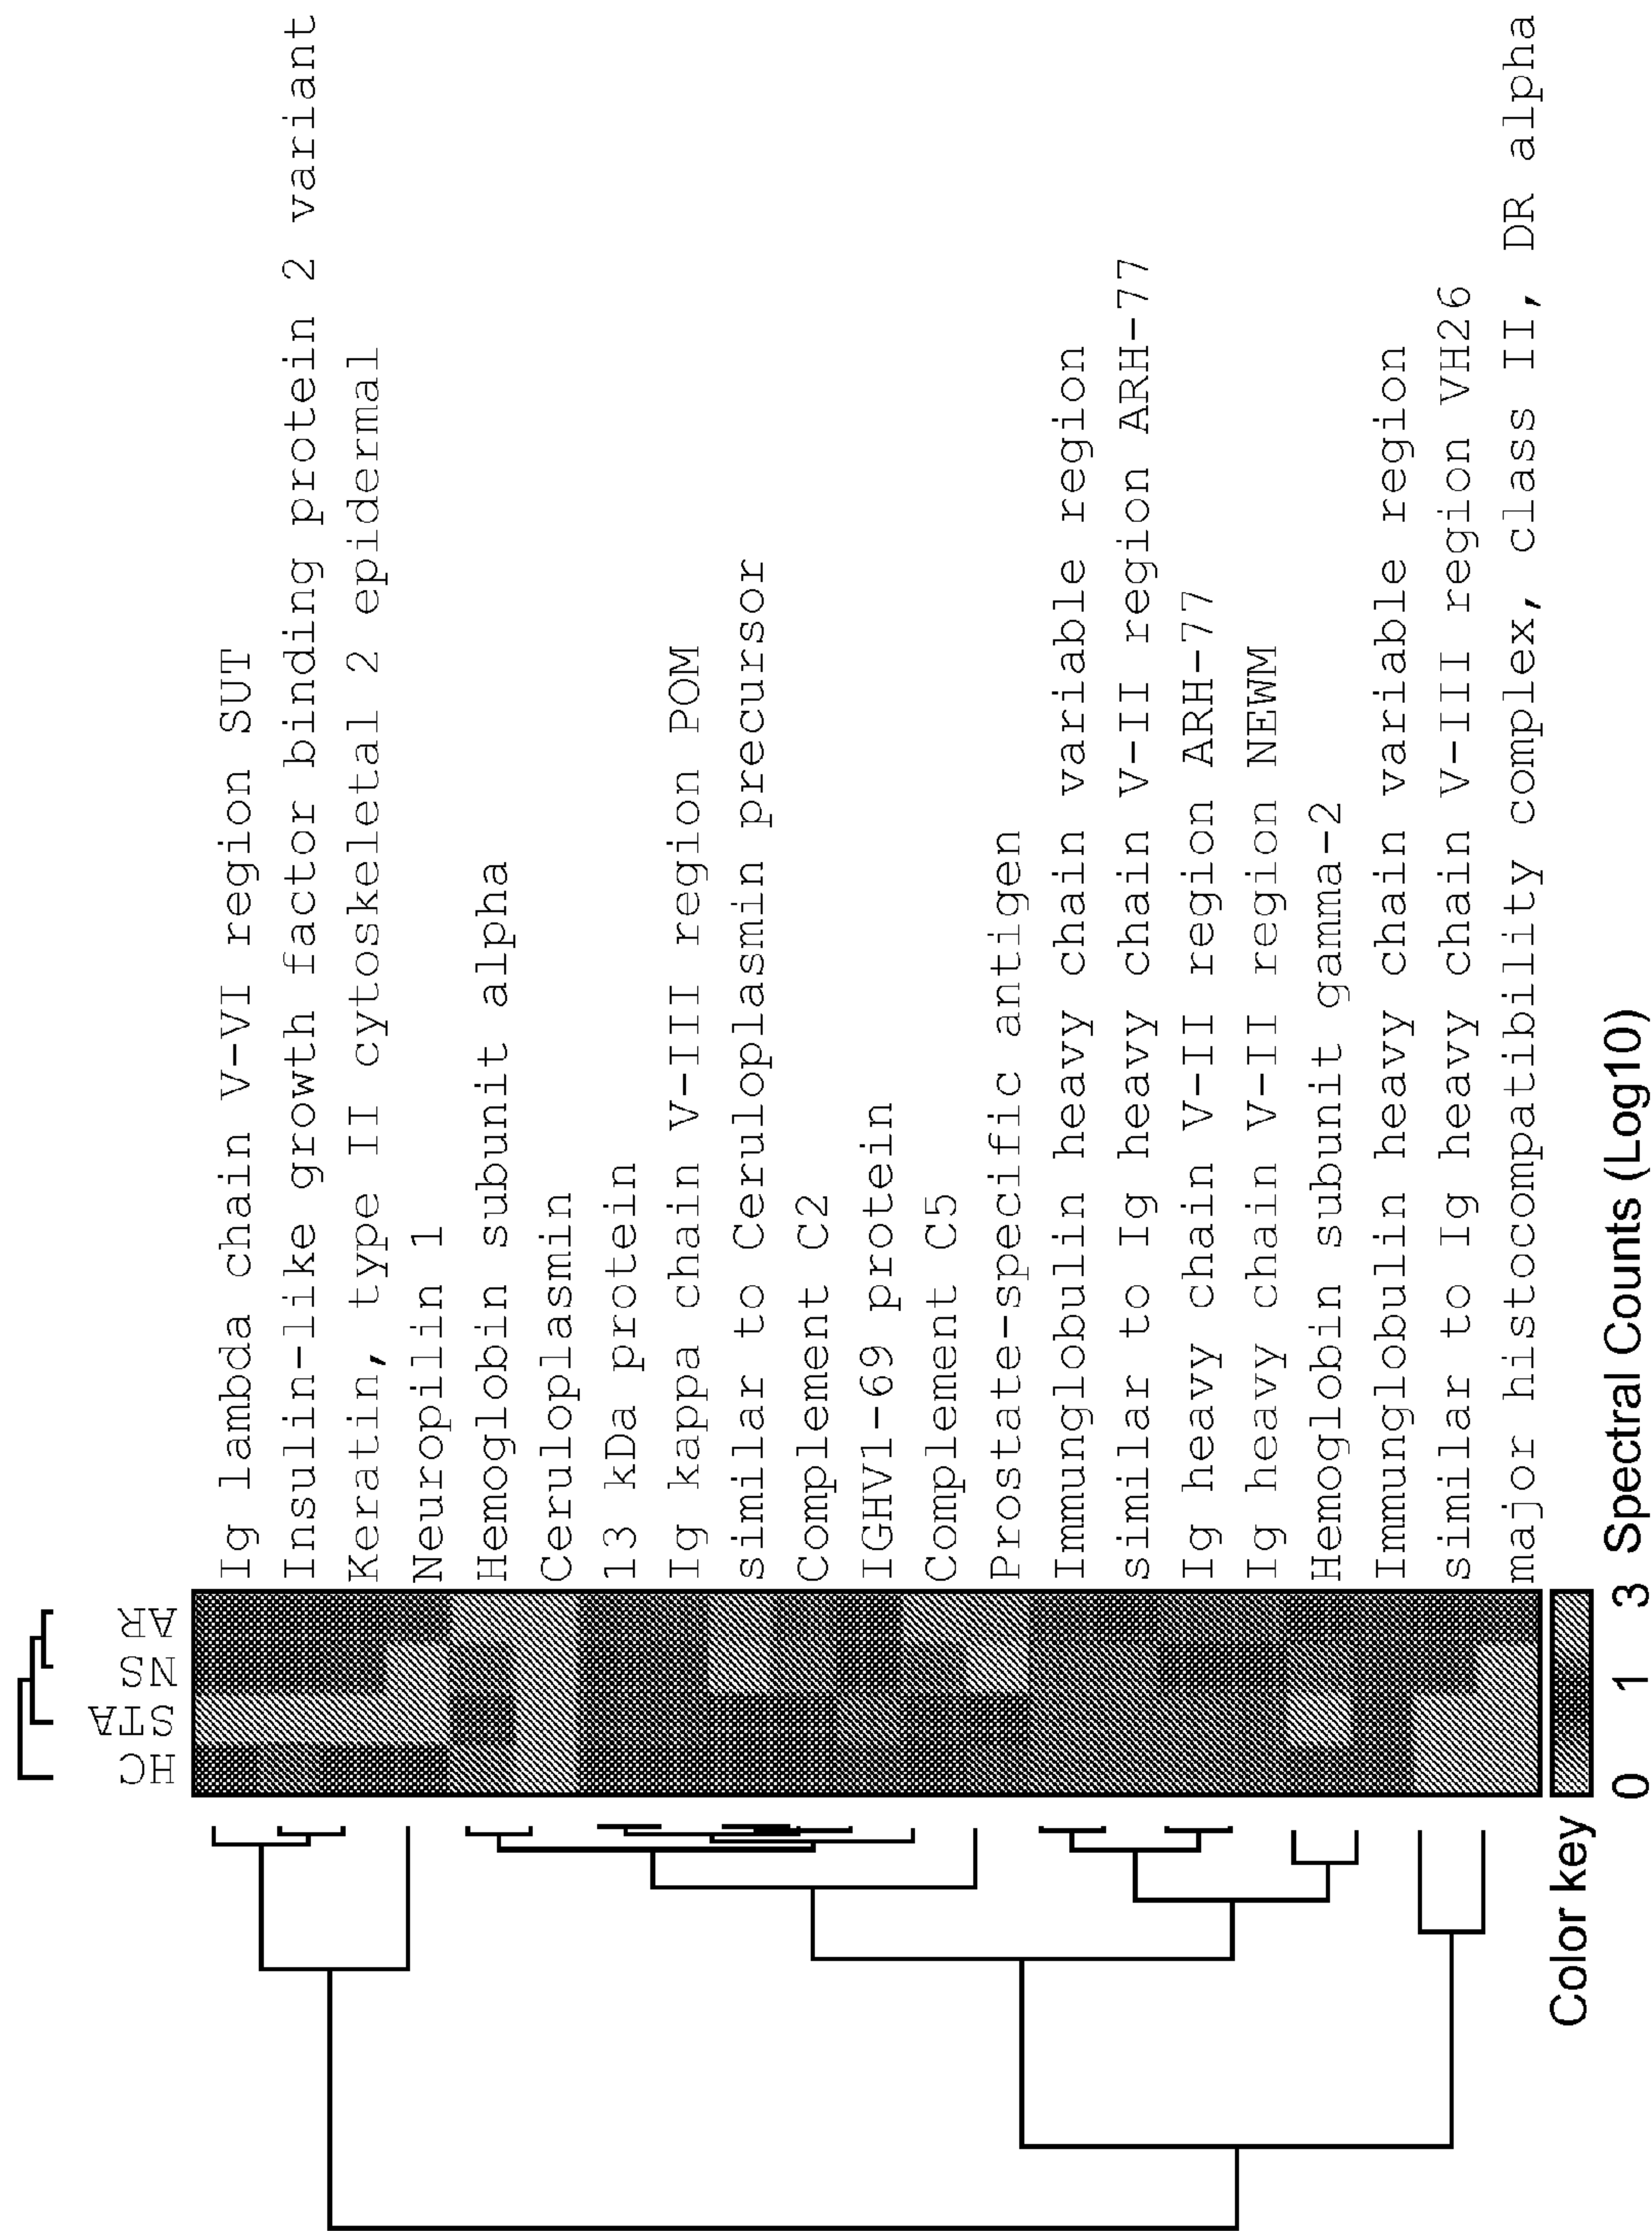 HC STA NS AR
Ig lambda chain V-VI region SUT
Insulin-like growth factor binding protein 2 variant
Keratin, type II cytoskeletal 2 epidermal
Neuropilin 1
Hemoglobin subunit alpha
Ceruloplasmin
13 kDa protein
Ig kappa chain V-III region POM
similar to Ceruloplasmin precursor
Complement C2
IGHV1-69 protein
Complement C5
Prostate-specific antigen
Immunglobulin heavy chain variable region
similar to Ig heavy chain V-II region ARH-77
Ig heavy chain V-II region ARH-77
Ig heavy chain V-II region NEWM
Hemoglobin subunit gamma-2
Immunglobulin heavy chain variable region
similar to Ig heavy chain V-III region VH26
major histocompatibility complex, class II, DR alpha
Color key
0 1 3 Spectral Counts (Log10)